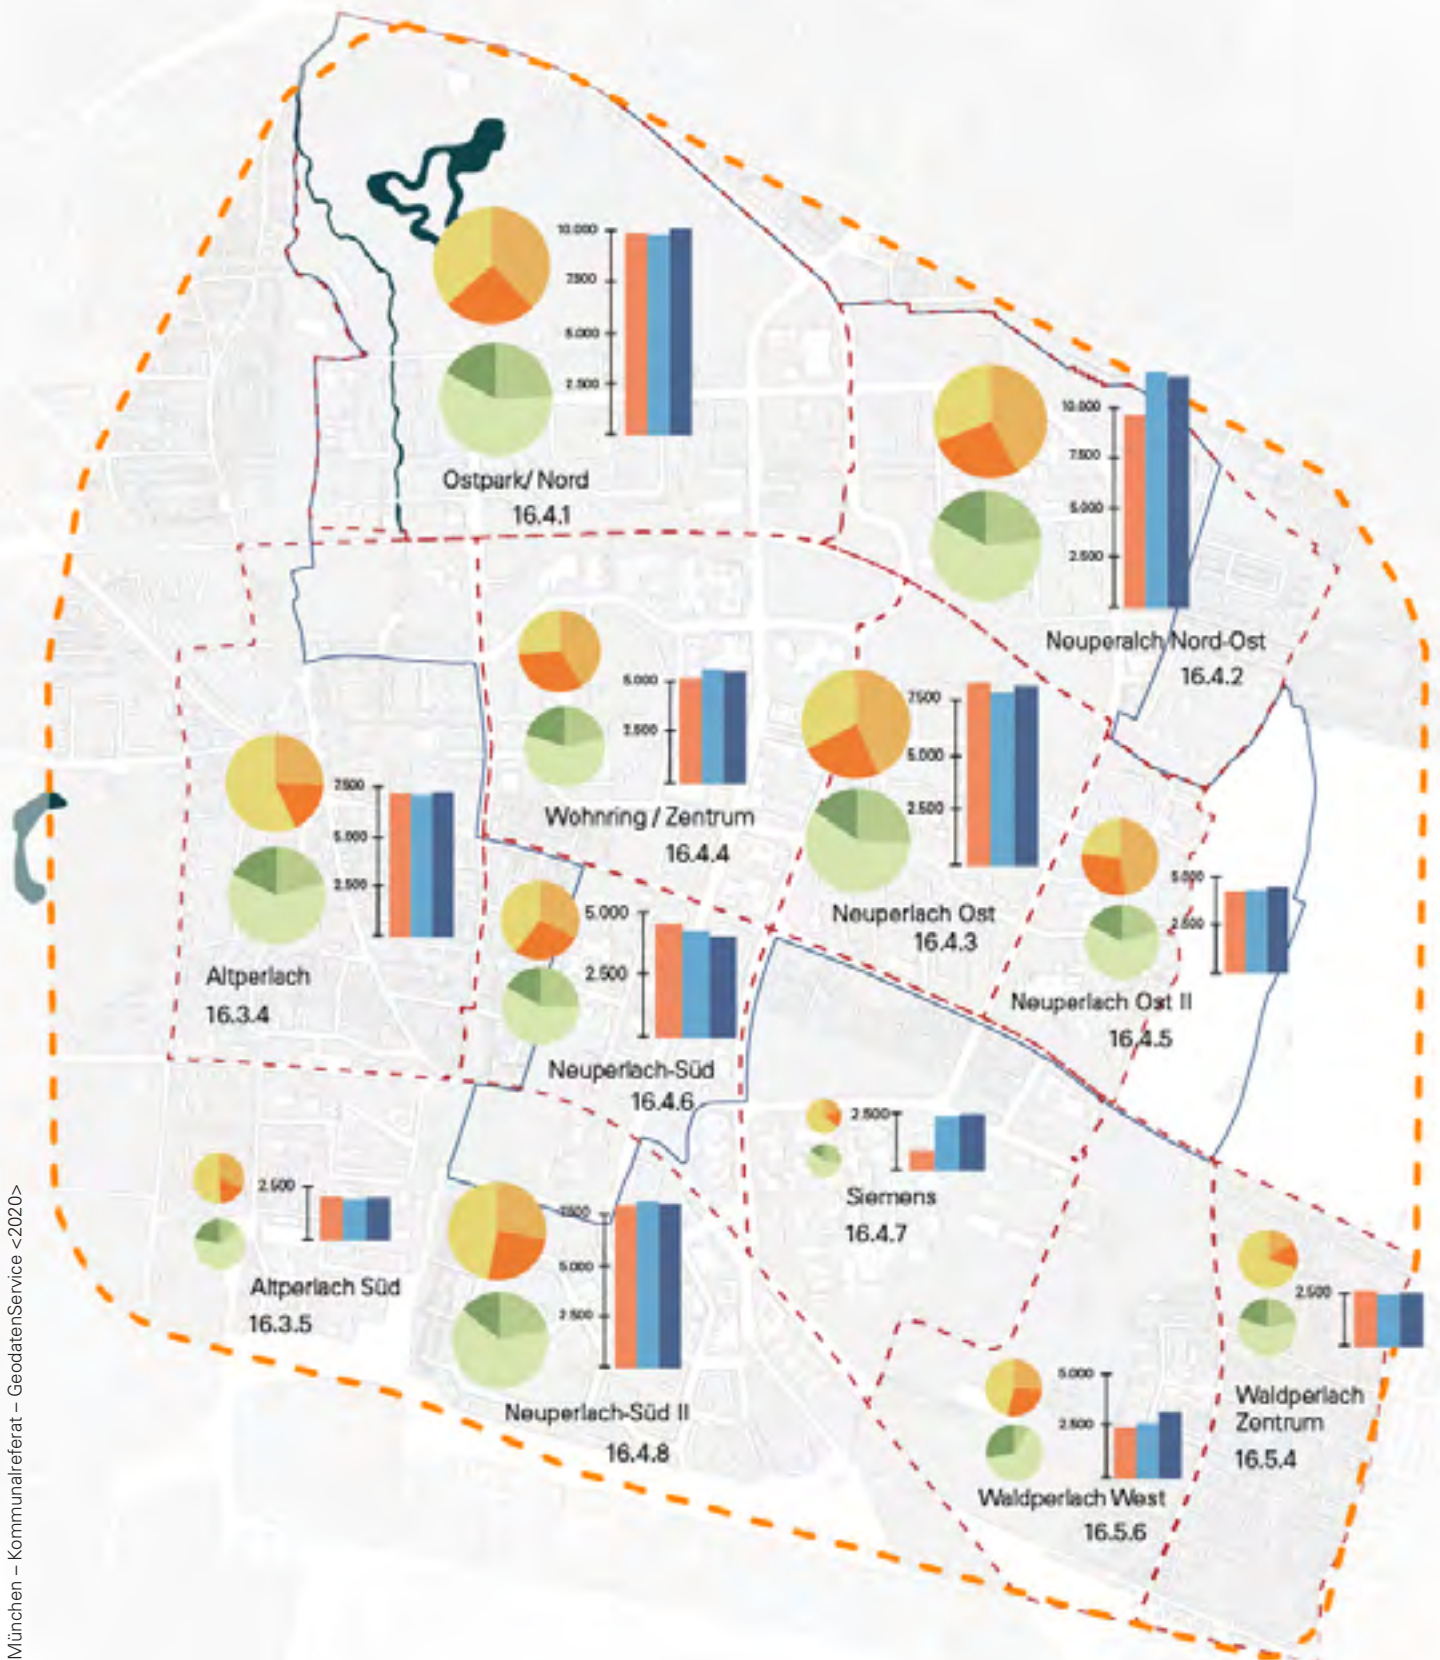 10.000
7.500
5.000
2.500
Ostpark/ Nord
16.4.1
10.000
7.500
5.000
2.500
Neuperalch Nord-Ost
16.4.2
5.000
2.500
Wohnring / Zentrum
16.4.4
7.500
5.000
2.500
Neuperlach Ost
16.4.3
7.500
5.000
2.500
Altperlach
16.3.4
5.000
2.500
Neuperlach-Süd
16.4.6
5.000
2.500
Neuperlach Ost II
16.4.5
2.500
Siemens
16.4.7
2.500
Altperlach Süd
16.3.5
7.500
5.000
2.500
Neuperlach-Süd II
16.4.8
5.000
2.500
Waldperlach West
16.5.6
2.500
Waldperlach
Zentrum
16.5.4
München – Kommunalreferat – GeodatenService <2020>